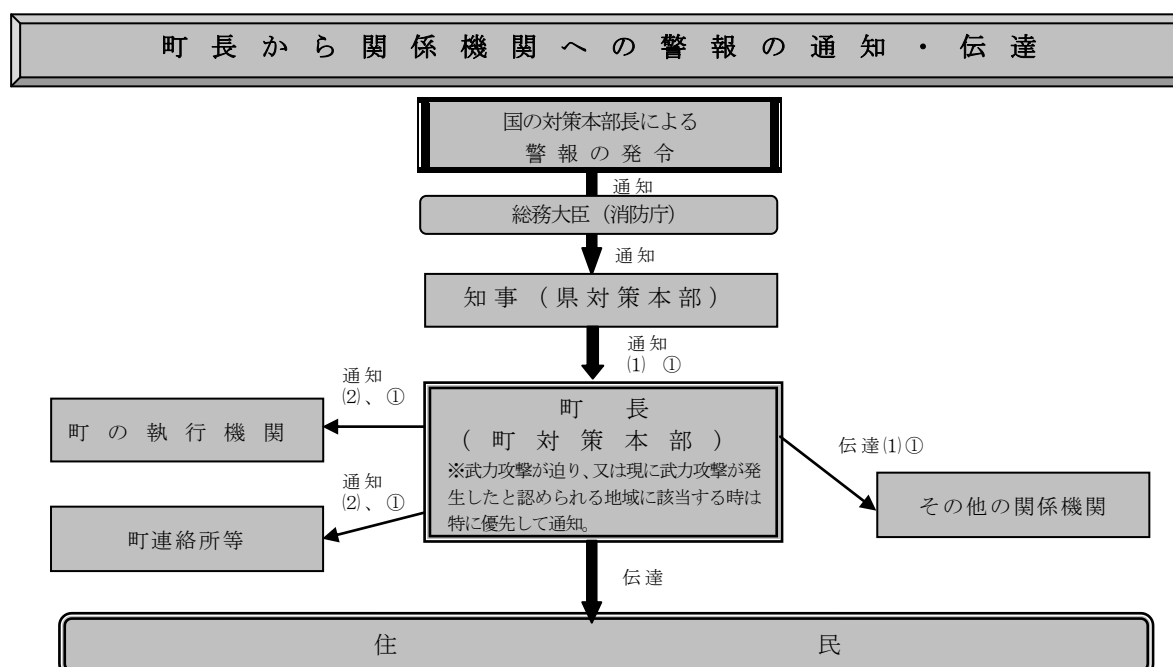 町長から関係機関への警報の通知・伝達
国の対策本部長による
警報の発令
通知
総務大臣（消防庁）
通知
知事（県対策本部）
通知
⑴ ①
通知
⑵、①
町の執行機関
町長
（町対策本部）
※武力攻撃が迫り、又は現に武力攻撃が発
生したと認められる地域に該当する時は
特に優先して通知。
伝達⑴①
その他の関係機関
通知
⑵、①
町連絡所等
伝達
住民